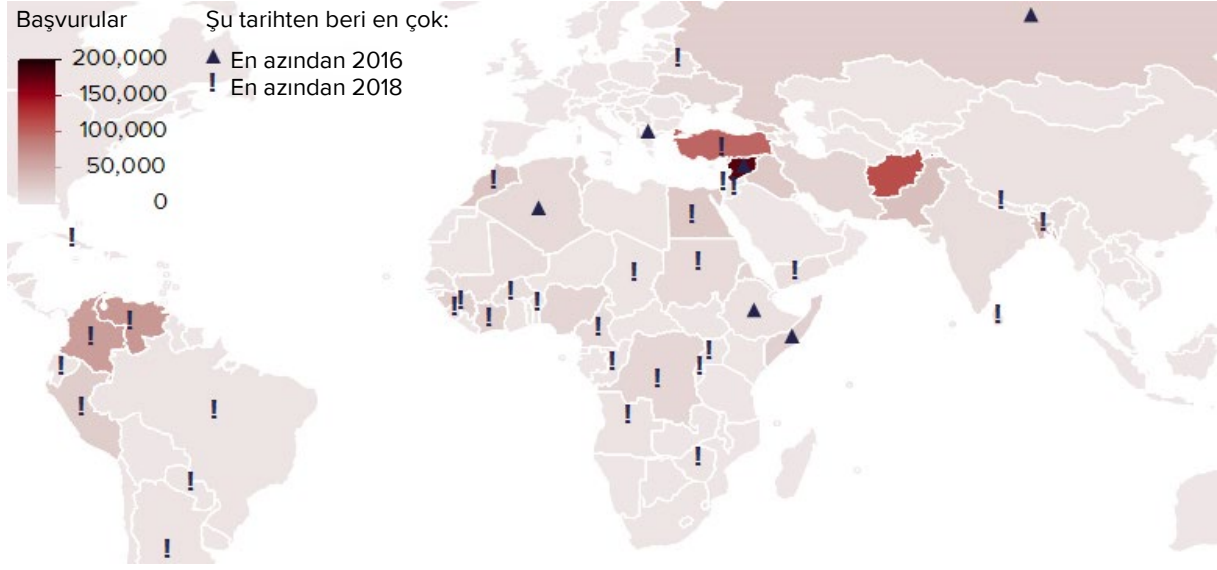 Başvurular
200,000
150,000
100,000
50,000
0
Şu tarihten beri en çok:
▲ En azından 2016
! En azından 2018